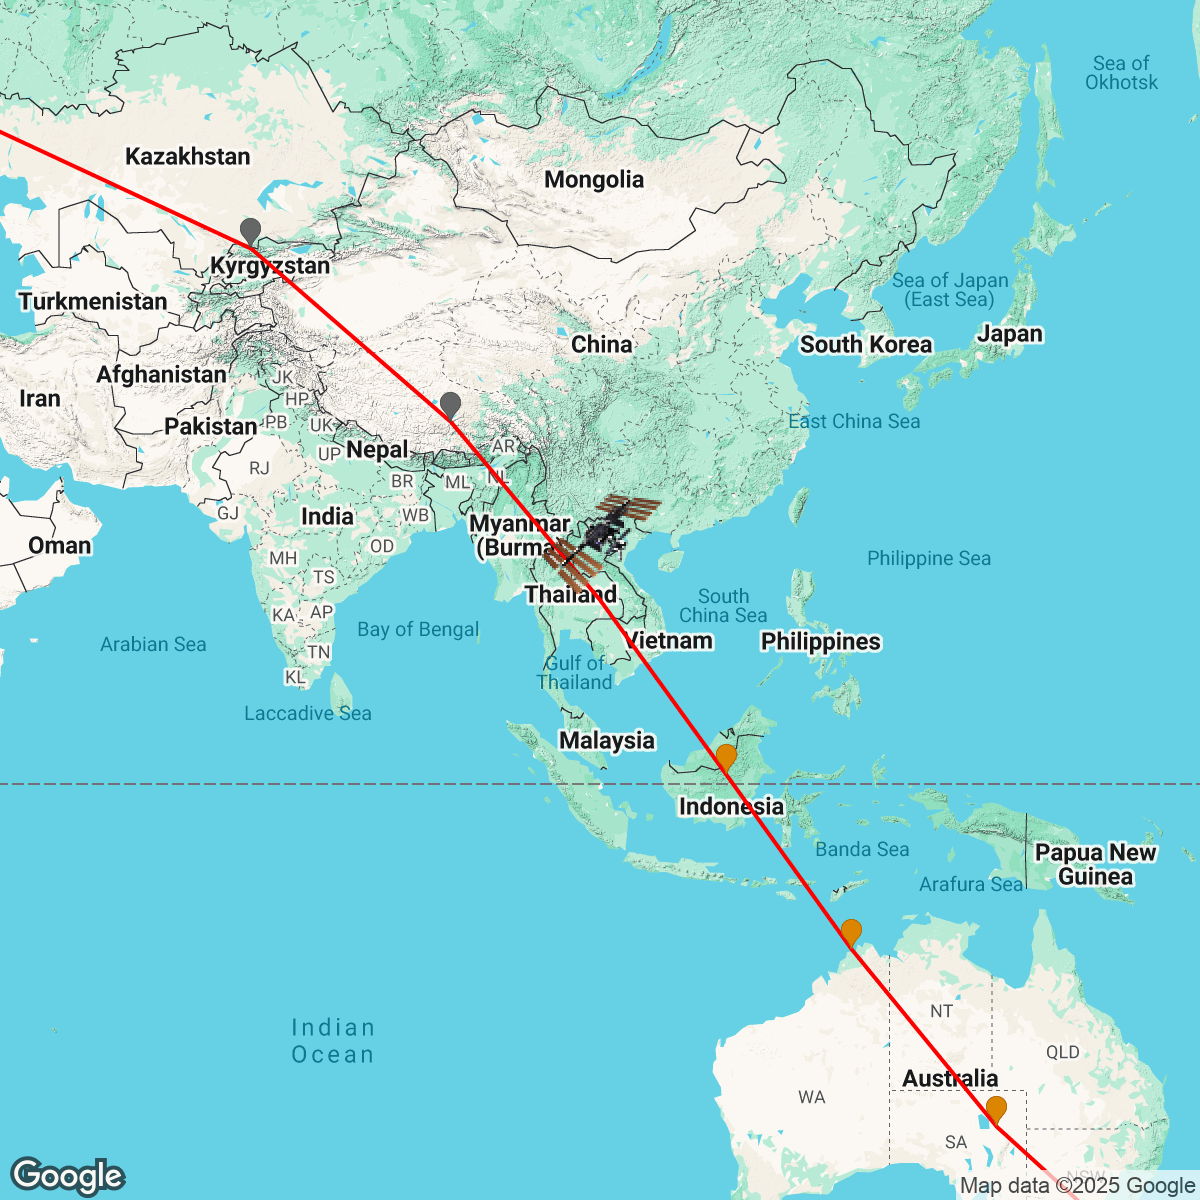 Sea of
Okhotsk
Kazakhstan
Mongolia
Kyrgyzstan
Sea of Japan
(East Sea)
Turkmenistan
Japan
China
South Korea
Afghanistan
JK
HP
Iran
Pakistan
PB
UK
East China Sea
Nepal
AR
UP
RJ
BR
ML
NL
GJ
WB
India
Myanmar
(Burma)
Oman
OD
MH
Philippine Sea
TS
Thailand
South
China Sea
KA
AP
Bay of Bengal
Arabian Sea
Vietnam
Philippines
TN
Gulf of
Thailand
KL
Laccadive Sea
Malaysia
Indonesia
Banda Sea
Papua New
Guinea
Arafura Sea
NT
Indian
Ocean
QLD
Australia
WA
SA
NSW
Google
Map data ©2025 Google